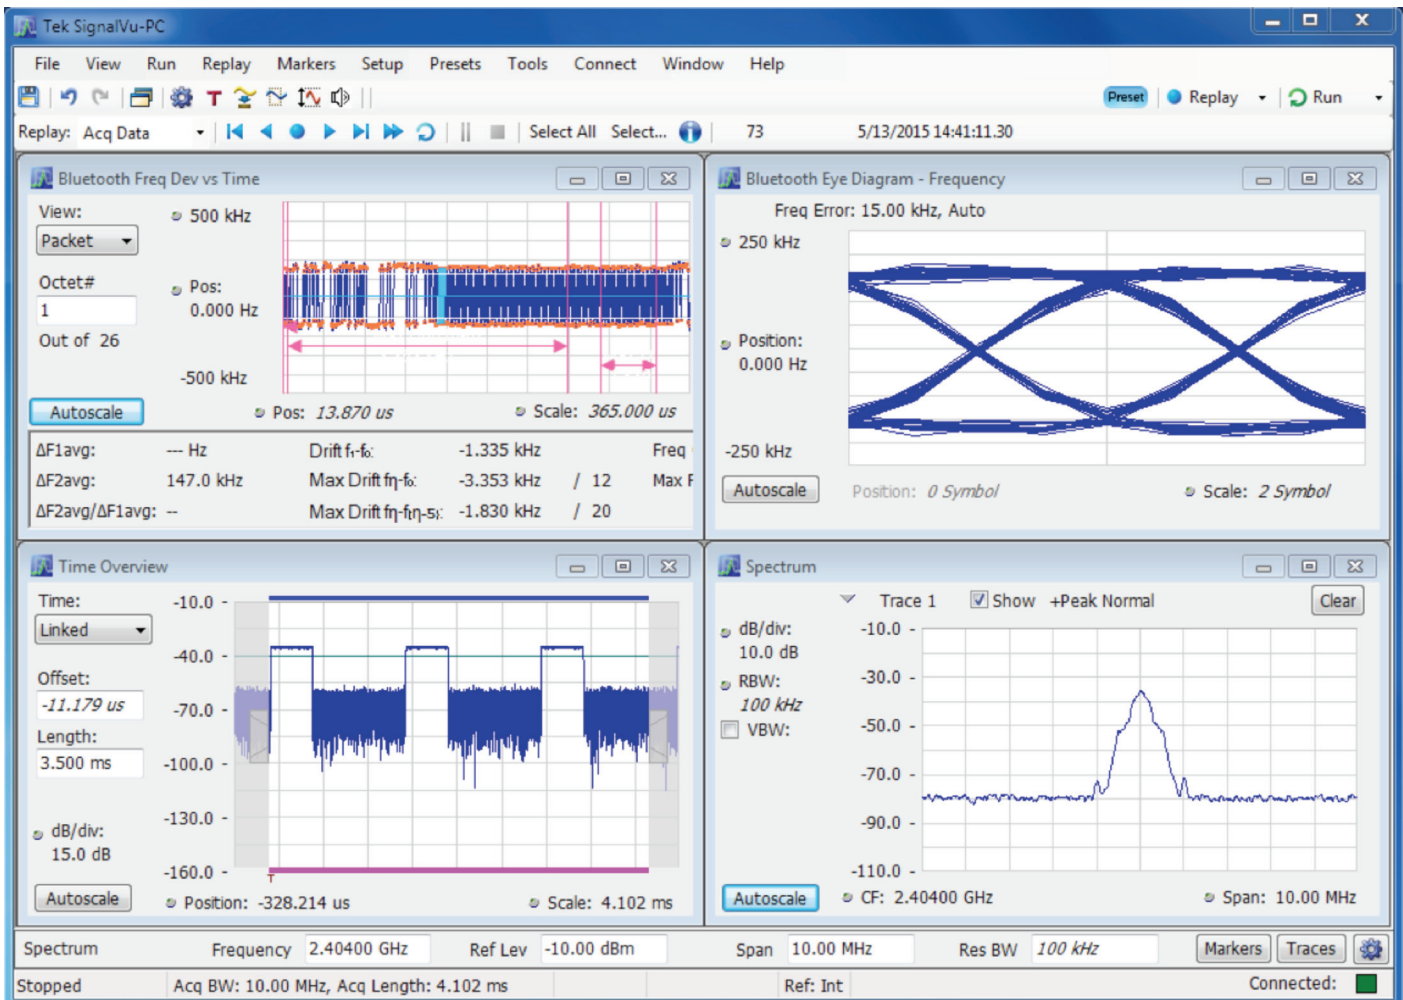 Tek SignalVu-PC
File View Run Replay Markers Setup Presets Tools Connect Window Help
T Preset Replay Run
Replay: Acq Data Select All Select... 73 5/13/2015 14:41:11.30
Bluetooth Freq Dev vs Time
View:
Packet
Octet#
1
Out of 26
500 kHz
Pos:
0.000 Hz
-500 kHz
Autoscale
Pos: 13.870 us
Scale: 365.000 us
ΔF1avg: --- Hz Drift f₁-f₀: -1.335 kHz Freq
ΔF2avg: 147.0 kHz Max Drift fη-f₀: -3.353 kHz / 12 Max F
ΔF2avg/ΔF1avg: -- Max Drift fη-fη-5: -1.830 kHz / 20
Bluetooth Eye Diagram - Frequency
Freq Error: 15.00 kHz, Auto
250 kHz
Position:
0.000 Hz
-250 kHz
Autoscale
Position: 0 Symbol
Scale: 2 Symbol
Time Overview
Time:
Linked
Offset:
-11.179 us
Length:
3.500 ms
dB/div:
15.0 dB
Autoscale
-10.0
-40.0
-70.0
-100.0
-130.0
-160.0
T
Position: -328.214 us
Scale: 4.102 ms
Spectrum
Trace 1 Show +Peak Normal Clear
dB/div:
10.0 dB
RBW:
100 kHz
VBW:
-10.0
-30.0
-50.0
-70.0
-90.0
-110.0
Autoscale
CF: 2.40400 GHz
Span: 10.00 MHz
Spectrum Frequency 2.40400 GHz Ref Lev -10.00 dBm Span 10.00 MHz Res BW 100 kHz Markers Traces
Stopped Acq BW: 10.00 MHz, Acq Length: 4.102 ms Ref: Int Connected: